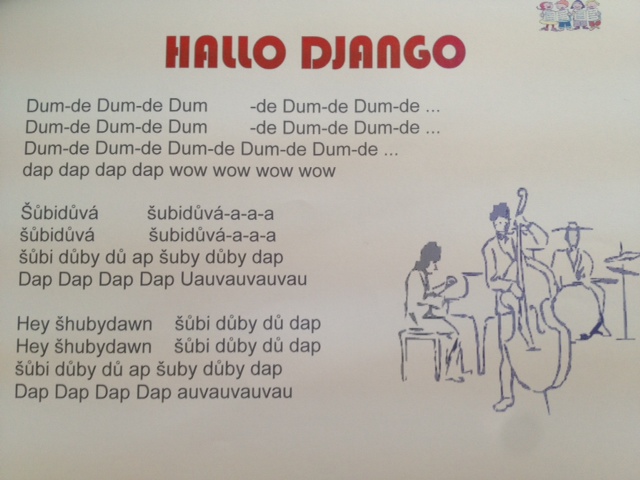 HALLO DJANGO
Dum-de Dum-de Dum -de Dum-de Dum-de ...
Dum-de Dum-de Dum -de Dum-de Dum-de ...
Dum-de Dum-de Dum-de Dum-de Dum-de ...
dap dap dap dap wow wow wow wow
Šůbidůvá šubidůvá-a-a-a
šůbidůvá šubidůvá-a-a-a
šůbi důby dů ap šuby důby dap
Dap Dap Dap Dap Uauvauvauvau
Hey šhubydawn šůbi důby dů dap
Hey šhubydawn šůbi důby dů dap
šůbi důby dů ap šuby důby dap
Dap Dap Dap Dap auvauvauvau